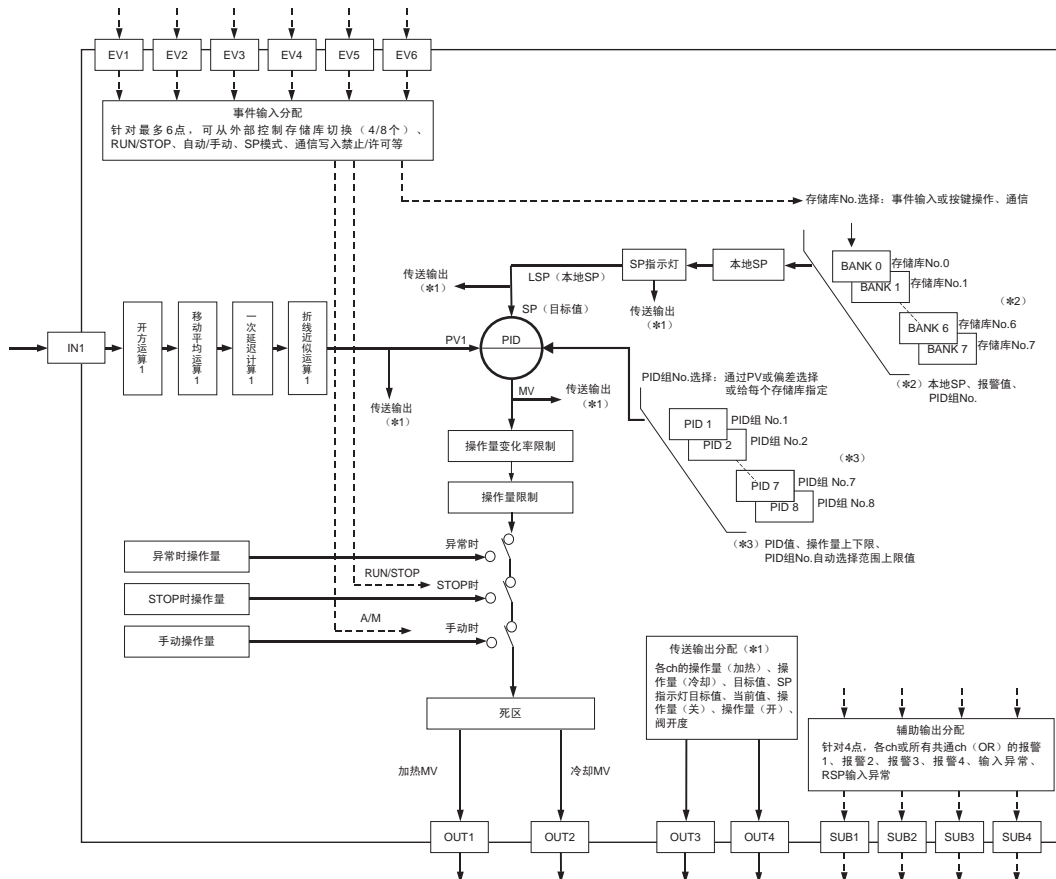 EV1
EV2
EV3
EV4
EV5
EV6
事件输入分配
针对最多6点，可从外部控制存储库切换（4/8个）、
RUN/STOP、自动/手动、SP模式、通信写入禁止/许可等
存储库No.选择：事件输入或按键操作、通信
BANK 0
存储库No.0
BANK 1
存储库No.1
（✻2）
BANK 6
存储库No.6
BANK 7
存储库No.7
（✻2）本地SP、报警值、
PID组No.
本地SP
SP指示灯
LSP（本地SP）
传送输出
（✻1）
传送输出
（✻1）
SP（目标值）
IN1
开方运算1
移动平均运算1
一次延迟计算1
折线近似运算1
PV1
PID
传送输出
（✻1）
MV
传送输出
（✻1）
PID组No.选择：通过PV或偏差选择
或给每个存储库指定
PID 1
PID组 No.1
PID 2
PID组 No.2
（✻3）
PID 7
PID组 No.7
PID 8
PID组 No.8
（✻3）PID值、操作量上下限、
PID组No.自动选择范围上限值
操作量变化率限制
操作量限制
异常时操作量
异常时
RUN/STOP
STOP时操作量
STOP时
A/M
手动操作量
手动时
死区
加热MV
冷却MV
传送输出分配（✻1）
各ch的操作量（加热）、操
作量（冷却）、目标值、SP
指示灯目标值、当前值、操
作量（关）、操作量（开）、
阀开度
辅助输出分配
针对4点，各ch或所有共通ch（OR）的报警
1、报警2、报警3、报警4、输入异常、
RSP输入异常
OUT1
OUT2
OUT3
OUT4
SUB1
SUB2
SUB3
SUB4